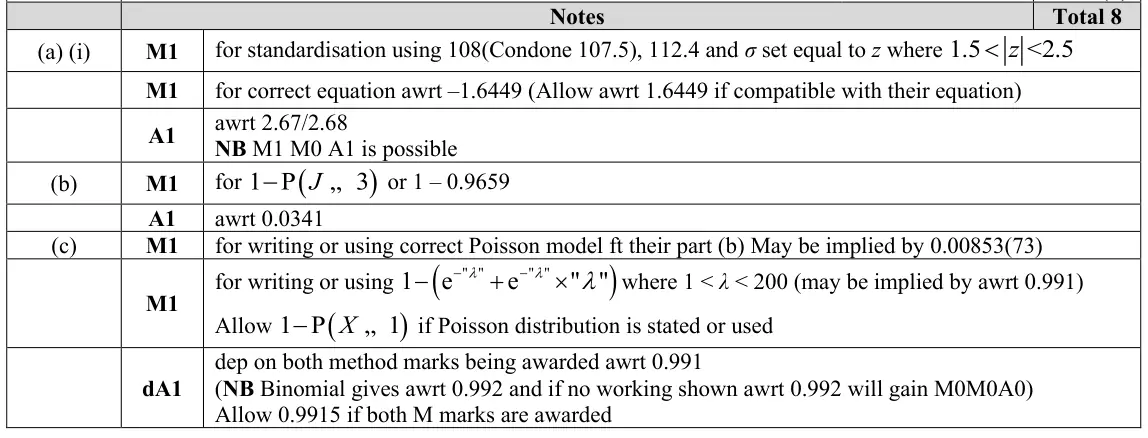 Notes Total 8
(a) (i) M1 for standardisation using 108(Condone 107.5), 112.4 and σ set equal to z where 1.5 < |z| <2.5
M1 for correct equation awrt –1.6449 (Allow awrt 1.6449 if compatible with their equation)
A1 awrt 2.67/2.68
NB M1 M0 A1 is possible
(b) M1 for 1−P(J ,, 3) or 1 – 0.9659
A1 awrt 0.0341
(c) M1 for writing or using correct Poisson model ft their part (b) May be implied by 0.00853(73)
M1 for writing or using 1−(e^−"λ" + e^−"λ" ×"λ") where 1 < λ < 200 (may be implied by awrt 0.991)
Allow 1−P(X ,, 1) if Poisson distribution is stated or used
dA1 dep on both method marks being awarded awrt 0.991
(NB Binomial gives awrt 0.992 and if no working shown awrt 0.992 will gain M0M0A0)
Allow 0.9915 if both M marks are awarded